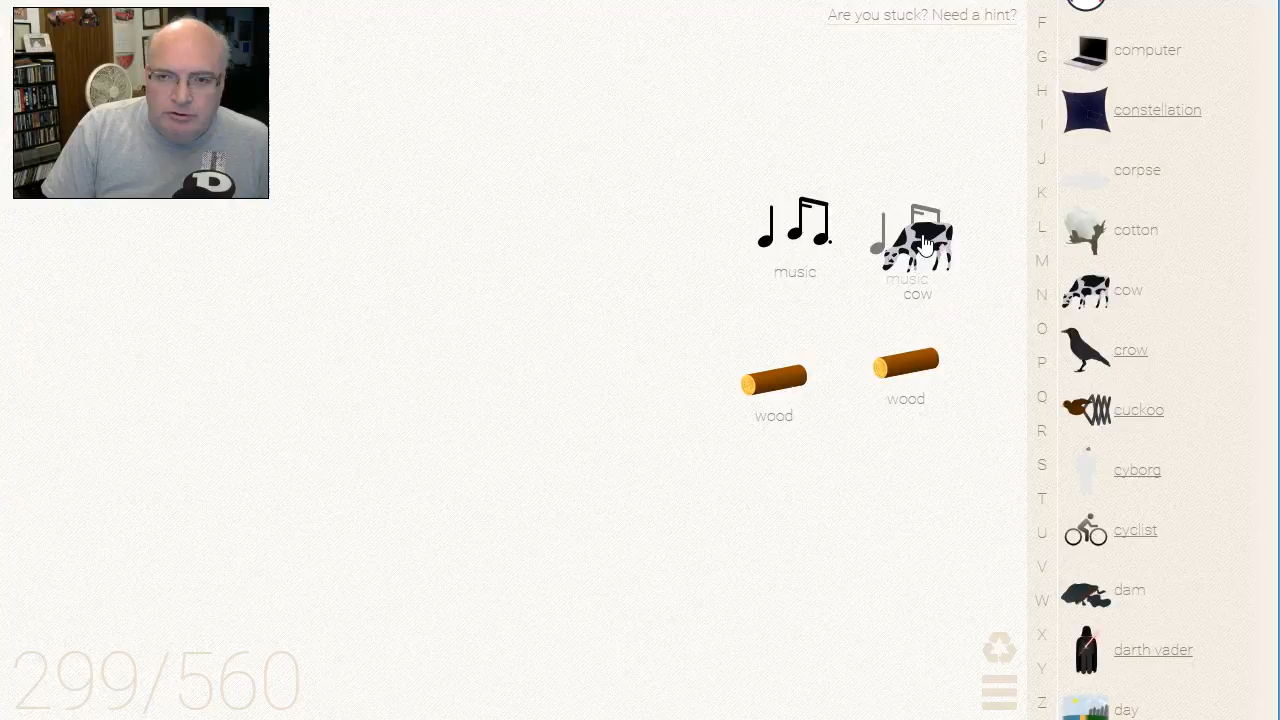 Are you stuck? Need a hint?
music
music
cow
wood
wood
299/560
F
G
H
I
J
K
L
M
N
O
P
Q
R
S
T
U
V
W
X
Y
Z
computer
constellation
corpse
cotton
cow
crow
cuckoo
cyborg
cyclist
dam
darth vader
day